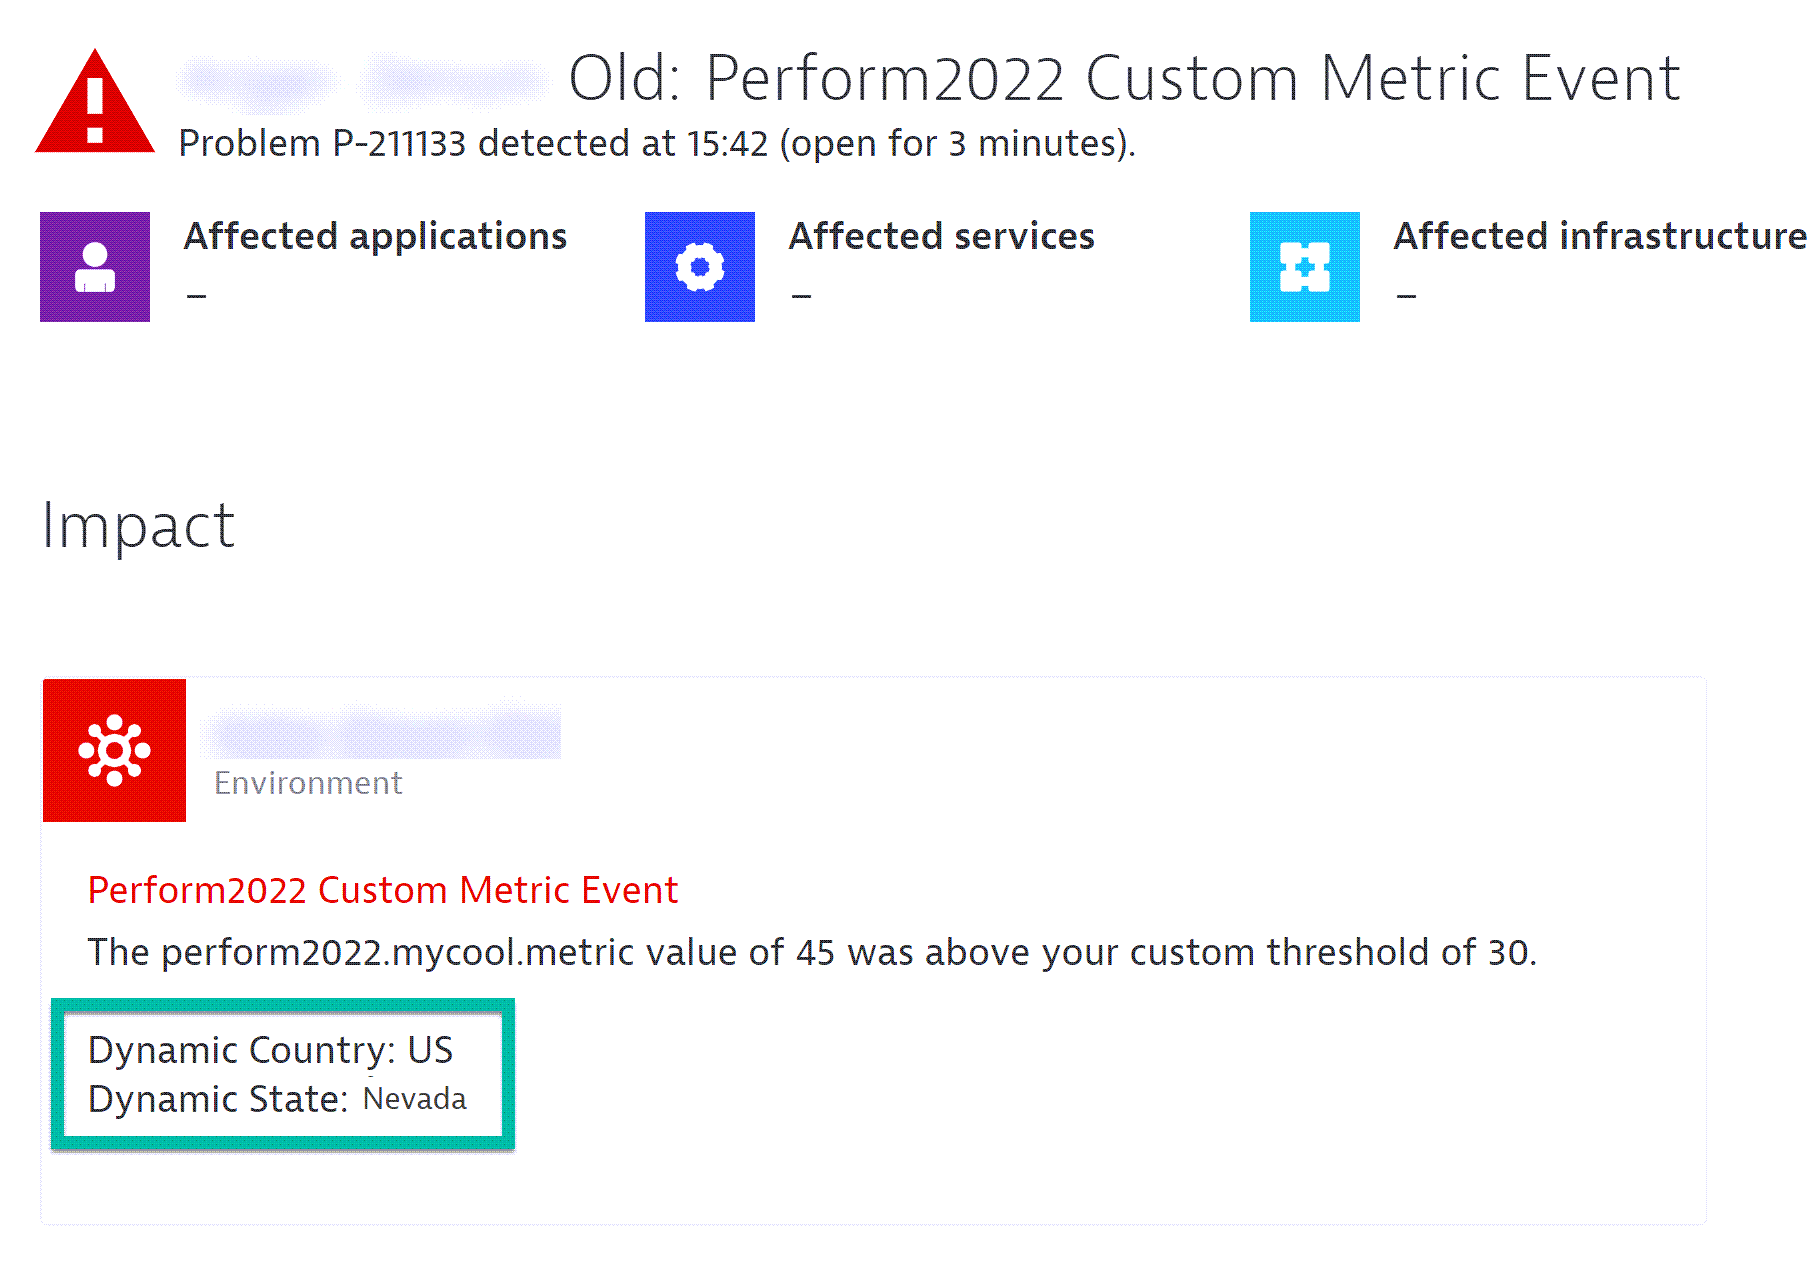 Old: Perform2022 Custom Metric Event
Problem P-211133 detected at 15:42 (open for 3 minutes).
Affected applications
–
Affected services
–
Affected infrastructure
–
Impact
Environment
Perform2022 Custom Metric Event
The perform2022.mycool.metric value of 45 was above your custom threshold of 30.
Dynamic Country: US
Dynamic State: Nevada